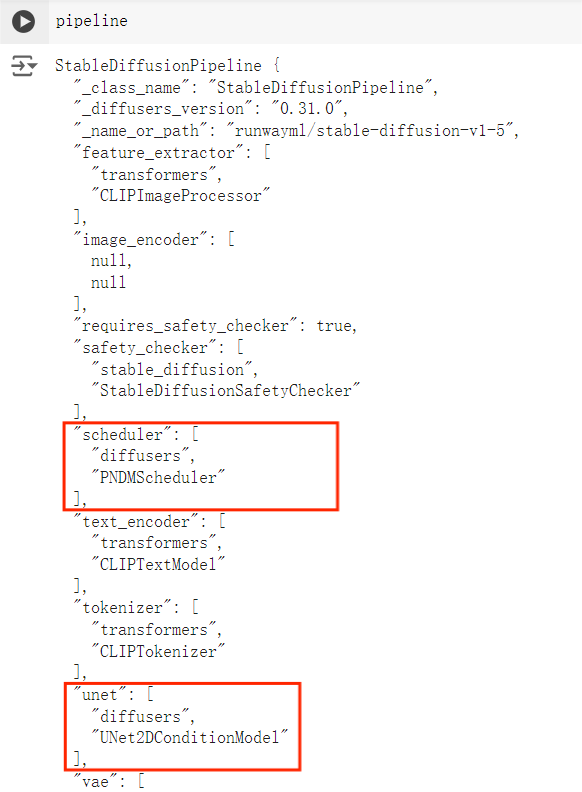 pipeline
StableDiffusionPipeline {
"_class_name": "StableDiffusionPipeline",
"_diffusers_version": "0.31.0",
"_name_or_path": "runwayml/stable-diffusion-v1-5",
"feature_extractor": [
"transformers",
"CLIPImageProcessor"
],
"image_encoder": [
null,
null
],
"requires_safety_checker": true,
"safety_checker": [
"stable_diffusion",
"StableDiffusionSafetyChecker"
],
"scheduler": [
"diffusers",
"PNDMScheduler"
],
"text_encoder": [
"transformers",
"CLIPTextModel"
],
"tokenizer": [
"transformers",
"CLIPTokenizer"
],
"unet": [
"diffusers",
"UNet2DConditionModel"
],
"vae": [